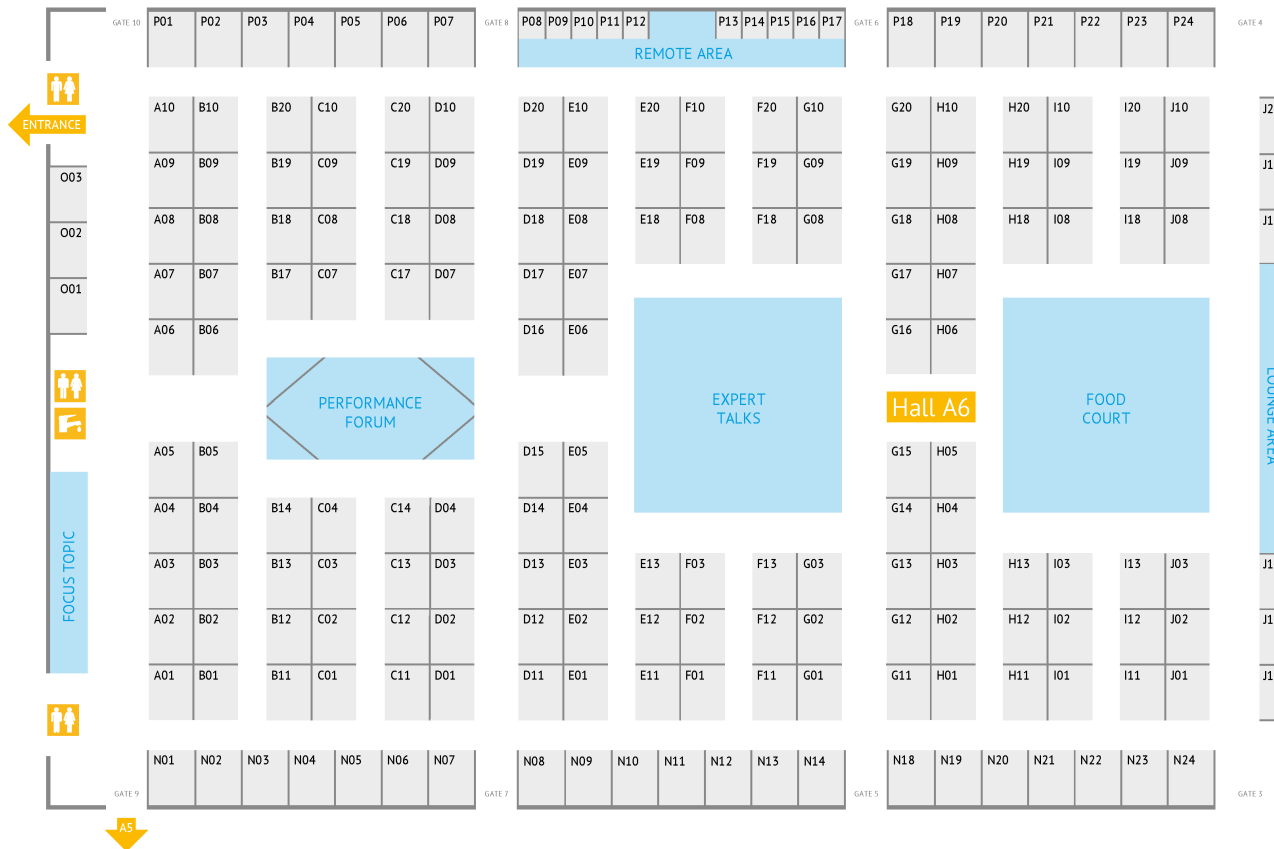 GATE 10 P01 P02 P03 P04 P05 P06 P07 GATE 8 P08 P09 P10 P11 P12 P13 P14 P15 P16 P17 GATE 6 P18 P19 P20 P21 P22 P23 P24 GATE 4
REMOTE AREA
A10 B10 B20 C10 C20 D10 D20 E10 E20 F10 F20 G10 G20 H10 H20 I10 I20 J10 J2
ENTRANCE
A09 B09 B19 C09 C19 D09 D19 E09 E19 F09 F19 G09 G19 H09 H19 I09 I19 J09 J1
O03
A08 B08 B18 C08 C18 D08 D18 E08 E18 F08 F18 G08 G18 H08 H18 I08 I18 J08 J1
O02
A07 B07 B17 C07 C17 D07 D17 E07 G17 H07
O01
A06 B06 D16 E06 G16 H06
PERFORMANCE
FORUM
EXPERT
TALKS
Hall A6
FOOD
COURT
LOUNGE AREA
A05 B05 D15 E05 G15 H05
A04 B04 B14 C04 C14 D04 D14 E04 G14 H04
FOCUS TOPIC
A03 B03 B13 C03 C13 D03 D13 E03 E13 F03 F13 G03 G13 H03 H13 I03 I13 J03 J1
A02 B02 B12 C02 C12 D02 D12 E02 E12 F02 F12 G02 G12 H02 H12 I02 I12 J02 J1
A01 B01 B11 C01 C11 D01 D11 E01 E11 F01 F11 G01 G11 H01 H11 I01 I11 J01 J1
N01 N02 N03 N04 N05 N06 N07 N08 N09 N10 N11 N12 N13 N14 N18 N19 N20 N21 N22 N23 N24
GATE 9 GATE 7 GATE 5 GATE 3
A5